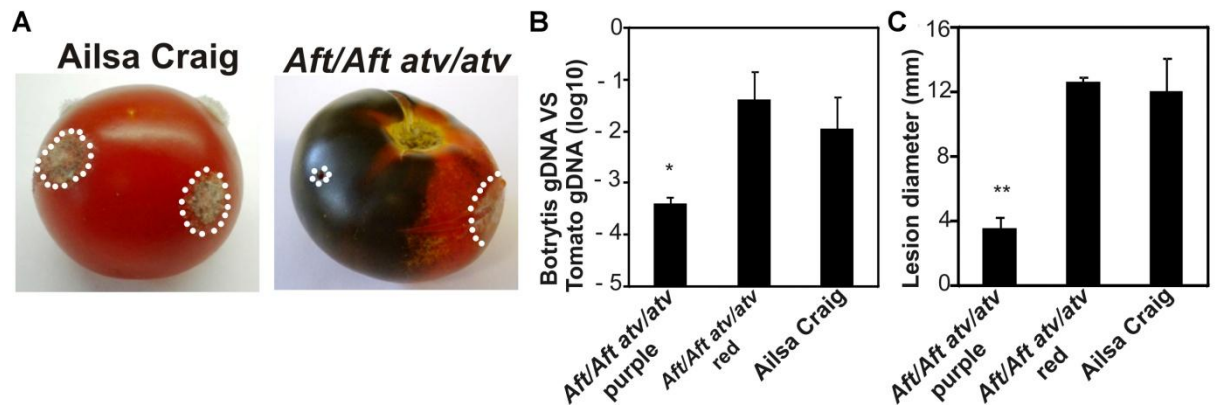 A
Ailsa Craig
Aft/Aft atv/atv
B
Botrytis gDNA VS
Tomato gDNA (log10)
0
- 1
- 2
- 3
- 4
- 5
*
Aft/Aft atv/atv
purple
Aft/Aft atv/atv
red
Ailsa Craig
C
Lesion diameter (mm)
16
12
8
4
0
**
Aft/Aft atv/atv
purple
Aft/Aft atv/atv
red
Ailsa Craig